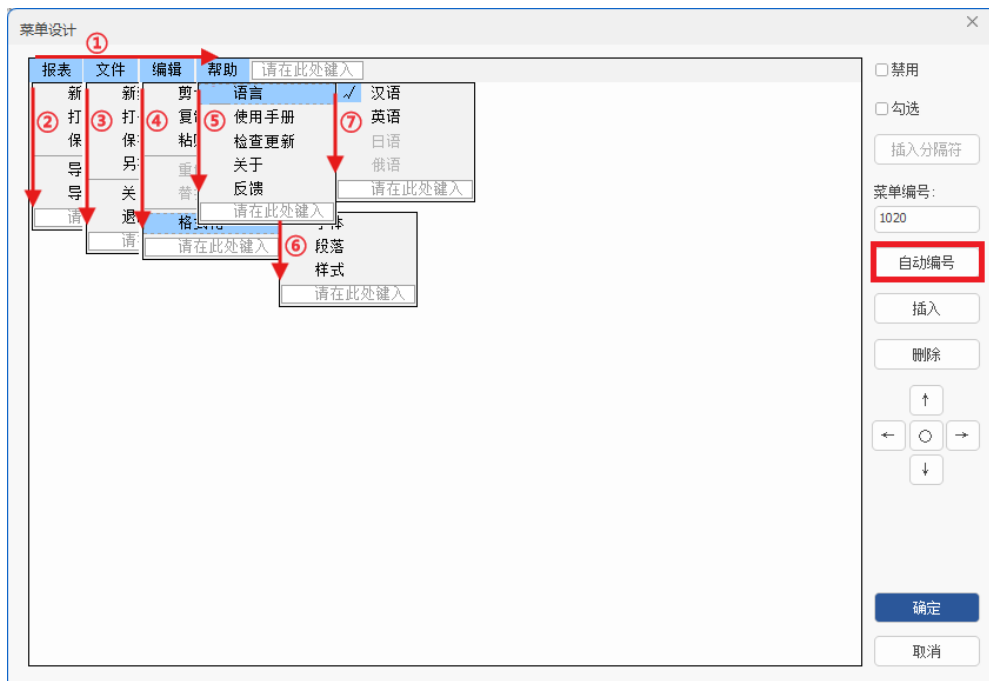 菜单设计
①
报表 文件 编辑 帮助 请在此处键入
新 新 剪 语言 √ 汉语
② 打 ③ 打 ④ 复 ⑤ 使用手册 ⑦ 英语
保 保 粘贴 检查更新 日语
导 另 重 关于 俄语
导 关 替 反馈 请在此处键入
请 退 请在此处键入
请 格式化 字体
请在此处键入 ⑥ 段落
样式
请在此处键入
禁用
勾选
插入分隔符
菜单编号:
1020
自动编号
插入
删除
↑
← ○ →
↓
确定
取消